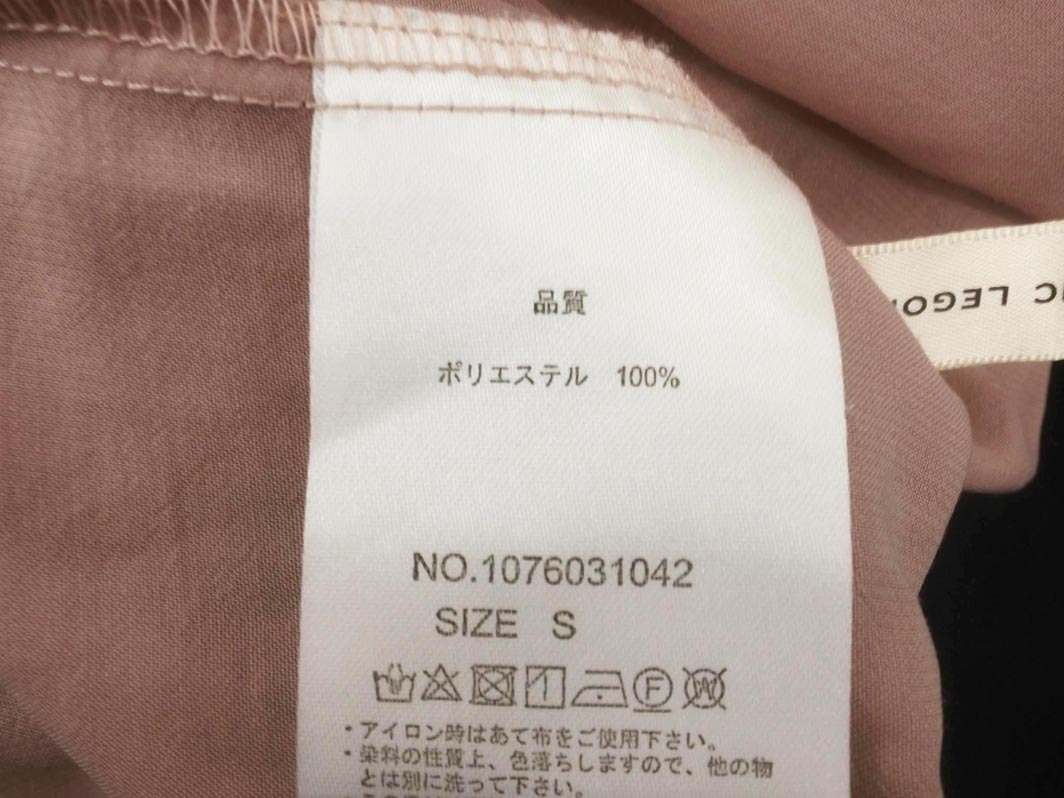 品質
ポリエステル 100%
NO.1076031042
SIZE S
・アイロン時はあて布をご使用下さい。
・染料の性質上、色落ちしますので、他の物
とは別に洗って下さい。